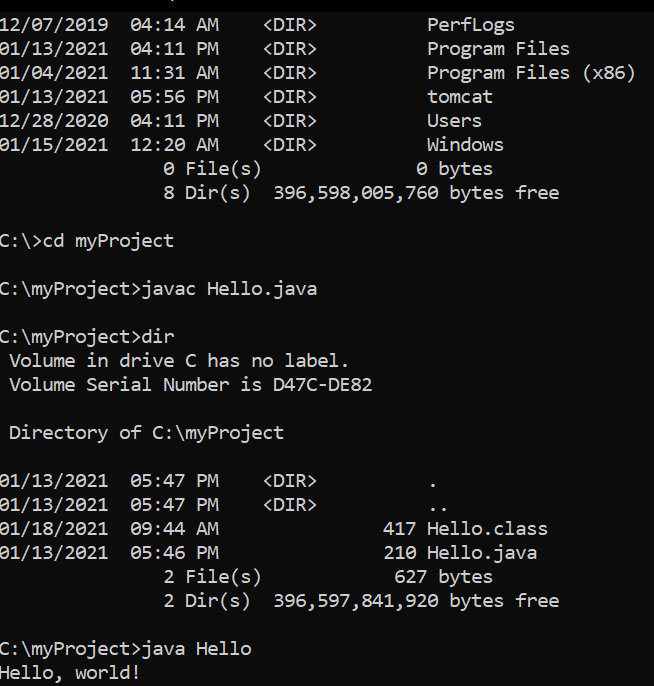 12/07/2019  04:14 AM    <DIR>          PerfLogs
01/13/2021  04:11 PM    <DIR>          Program Files
01/04/2021  11:31 AM    <DIR>          Program Files (x86)
01/13/2021  05:56 PM    <DIR>          tomcat
12/28/2020  04:11 PM    <DIR>          Users
01/15/2021  12:20 AM    <DIR>          Windows
               0 File(s)              0 bytes
               8 Dir(s)  396,598,005,760 bytes free
C:\>cd myProject
C:\myProject>javac Hello.java
C:\myProject>dir
 Volume in drive C has no label.
 Volume Serial Number is D47C-DE82
 Directory of C:\myProject
01/13/2021  05:47 PM    <DIR>          .
01/13/2021  05:47 PM    <DIR>          ..
01/18/2021  09:44 AM               417 Hello.class
01/13/2021  05:46 PM               210 Hello.java
               2 File(s)            627 bytes
               2 Dir(s)  396,597,841,920 bytes free
C:\myProject>java Hello
Hello, world!